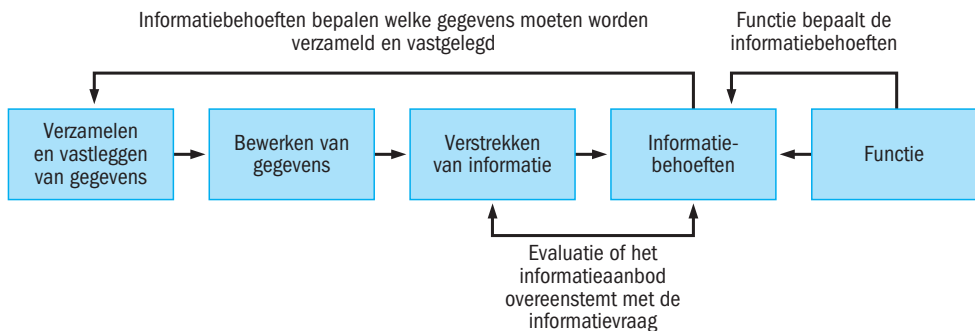 Informatiebehoeften bepalen welke gegevens moeten worden
verzameld en vastgelegd
Functie bepaalt de
informatiebehoeften
Verzamelen
en vastleggen
van gegevens
Bewerken van
gegevens
Verstrekken
van informatie
Informatie-
behoeften
Functie
Evaluatie of het
informatieaanbod
overeenstemt met de
informatievraag